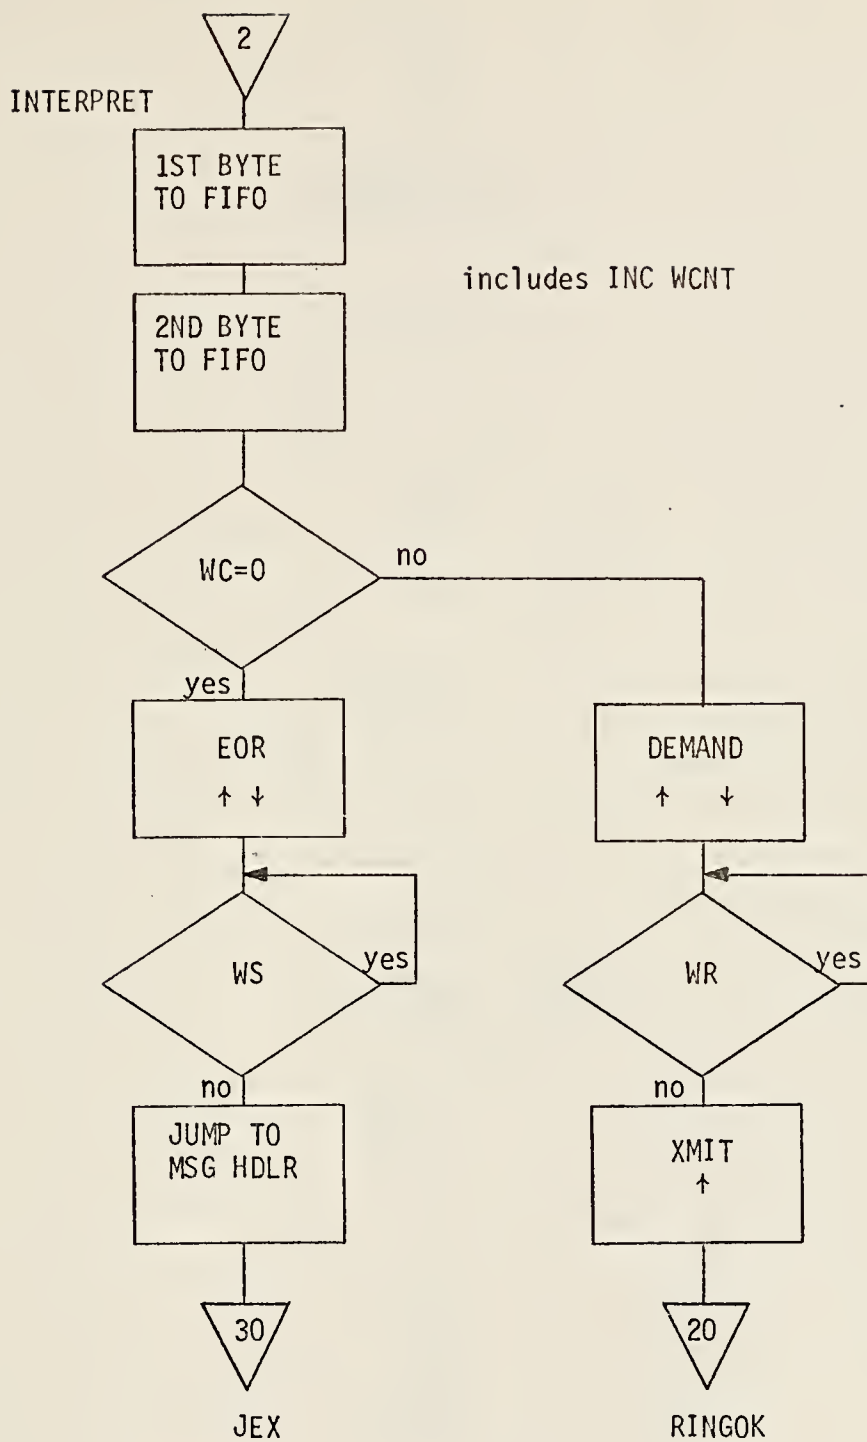 2
INTERPRET
1ST BYTE
TO FIFO
includes INC WCNT
2ND BYTE
TO FIFO
WC=0
no
yes
EOR
↑ ↓
DEMAND
↑ ↓
WS
yes
WR
yes
no
no
JUMP TO
MSG HDLR
XMIT
↑
30
20
JEX
RINGOK